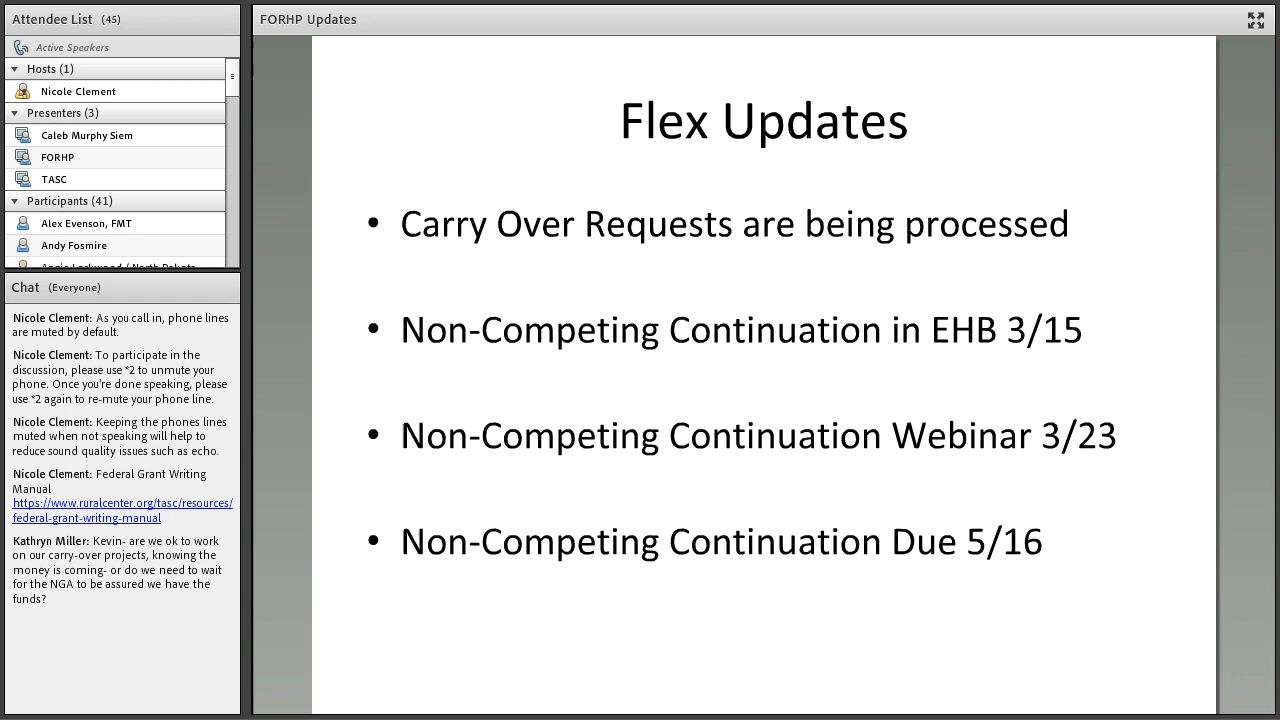 Attendee List (45)
Active Speakers
Hosts (1)
Nicole Clement
Presenters (3)
Caleb Murphy Siem
FORHP
TASC
Participants (41)
Alex Evenson, FMT
Andy Fosmire
Chat (Everyone)
Nicole Clement: As you call in, phone lines
are muted by default.
Nicole Clement: To participate in the
discussion, please use *2 to unmute your
phone. Once you're done speaking, please
use *2 again to re-mute your phone line.
Nicole Clement: Keeping the phones lines
muted when not speaking will help to
reduce sound quality issues such as echo.
Nicole Clement: Federal Grant Writing
Manual
https://www.ruralcenter.org/tasc/resources/
federal-grant-writing-manual
Kathryn Miller: Kevin- are we ok to work
on our carry-over projects, knowing the
money is coming- or do we need to wait
for the NGA to be assured we have the
funds?
FORHP Updates
Flex Updates
• Carry Over Requests are being processed
• Non-Competing Continuation in EHB 3/15
• Non-Competing Continuation Webinar 3/23
• Non-Competing Continuation Due 5/16